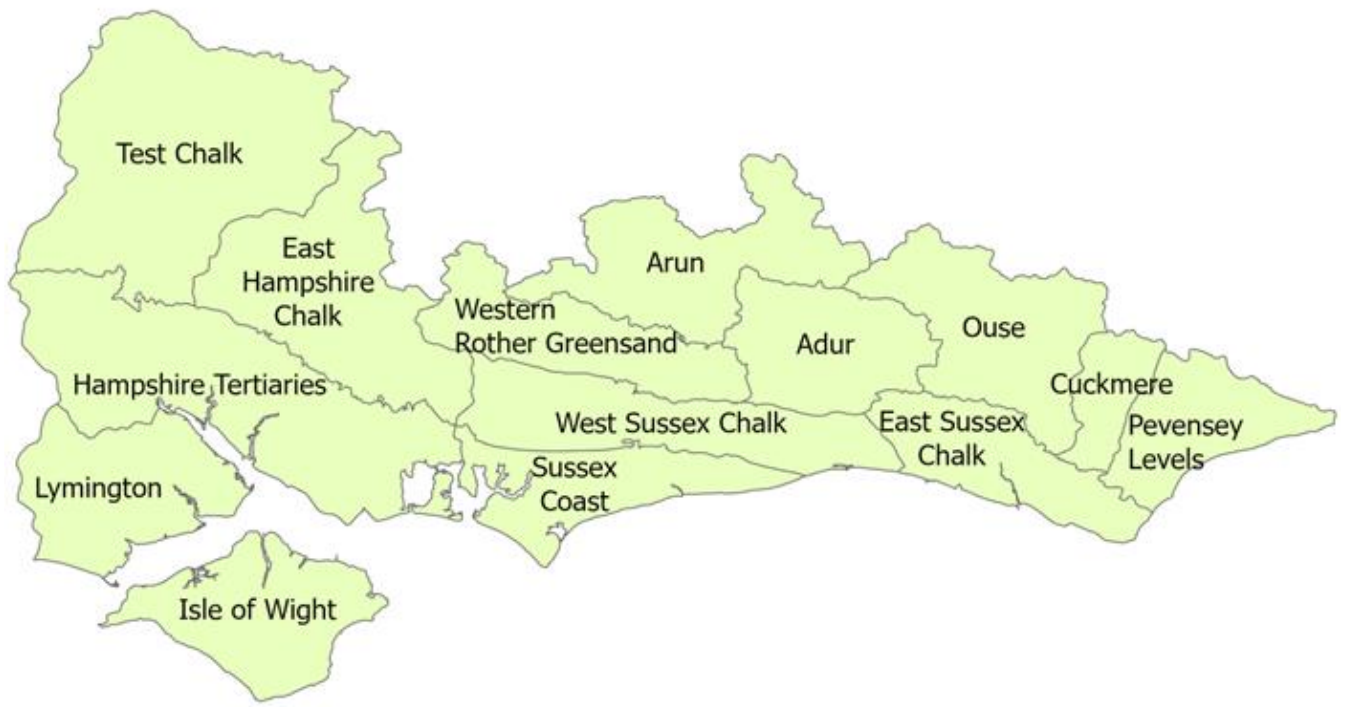 Test Chalk
East
Hampshire
Chalk
Arun
Western
Rother Greensand
Adur
Ouse
Hampshire Tertiaries
Cuckmere
West Sussex Chalk
East Sussex
Chalk
Pevensey
Levels
Lymington
Sussex
Coast
Isle of Wight